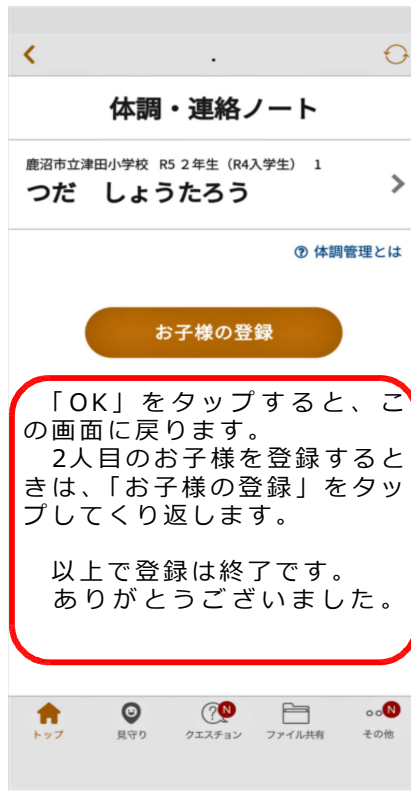 体調・連絡ノート
鹿沼市立津田小学校 R5 2年生（R4入学生） 1
つだ しょうたろう
? 体調管理とは
お子様の登録
「OK」をタップすると、こ
の画面に戻ります。
2人目のお子様を登録すると
きは、「お子様の登録」をタッ
プしてくり返します。
以上で登録は終了です。
ありがとうございました。
トップ 見守り クエスチョン N ファイル共有 その他 N